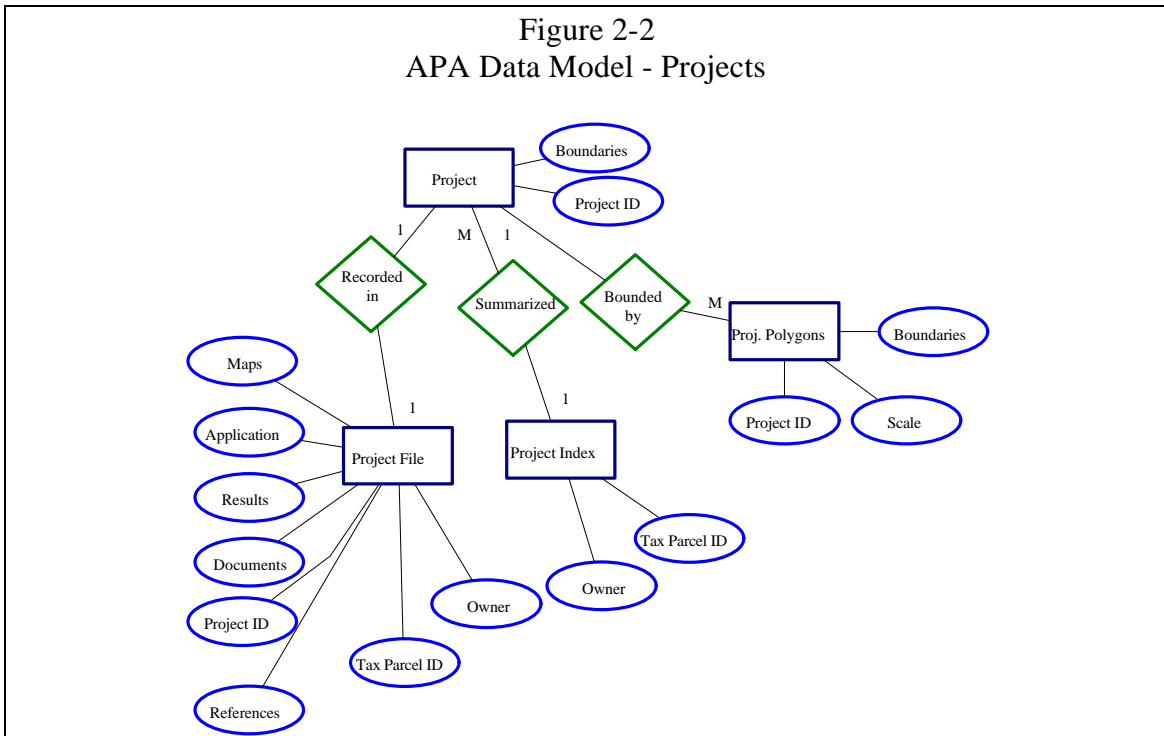 Figure 2-2
APA Data Model - Projects
Boundaries
Project
Project ID
1
M
1
Recorded
in
Summarized
Bounded
by
M
Proj. Polygons
Boundaries
Maps
1
1
Project ID
Scale
Application
Project File
Project Index
Results
Tax Parcel ID
Documents
Owner
Owner
Project ID
Tax Parcel ID
References